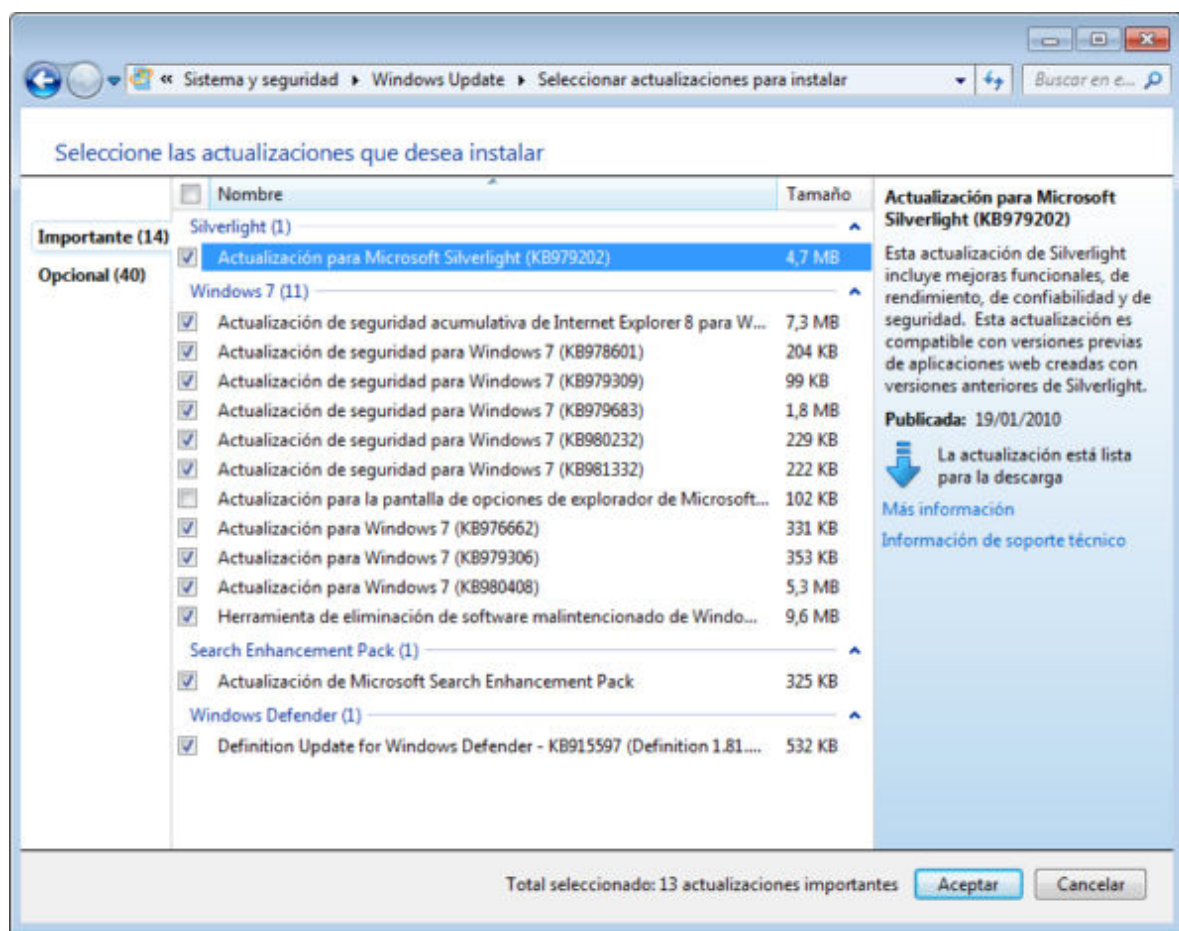 « Sistema y seguridad ▸ Windows Update ▸ Seleccionar actualizaciones para instalar
Buscar en e...
Seleccione las actualizaciones que desea instalar
Importante (14)
Opcional (40)
Nombre Tamaño
Silverlight (1)
Actualización para Microsoft Silverlight (KB979202) 4,7 MB
Windows 7 (11)
Actualización de seguridad acumulativa de Internet Explorer 8 para W... 7,3 MB
Actualización de seguridad para Windows 7 (KB978601) 204 KB
Actualización de seguridad para Windows 7 (KB979309) 99 KB
Actualización de seguridad para Windows 7 (KB979683) 1,8 MB
Actualización de seguridad para Windows 7 (KB980232) 229 KB
Actualización de seguridad para Windows 7 (KB981332) 222 KB
Actualización para la pantalla de opciones de explorador de Microsoft... 102 KB
Actualización para Windows 7 (KB976662) 331 KB
Actualización para Windows 7 (KB979306) 353 KB
Actualización para Windows 7 (KB980408) 5,3 MB
Herramienta de eliminación de software malintencionado de Windo... 9,6 MB
Search Enhancement Pack (1)
Actualización de Microsoft Search Enhancement Pack 325 KB
Windows Defender (1)
Definition Update for Windows Defender - KB915597 (Definition 1.81.... 532 KB
Actualización para Microsoft
Silverlight (KB979202)
Esta actualización de Silverlight
incluye mejoras funcionales, de
rendimiento, de confiabilidad y de
seguridad. Esta actualización es
compatible con versiones previas
de aplicaciones web creadas con
versiones anteriores de Silverlight.
Publicada: 19/01/2010
La actualización está lista
para la descarga
Más información
Información de soporte técnico
Total seleccionado: 13 actualizaciones importantes
Aceptar
Cancelar